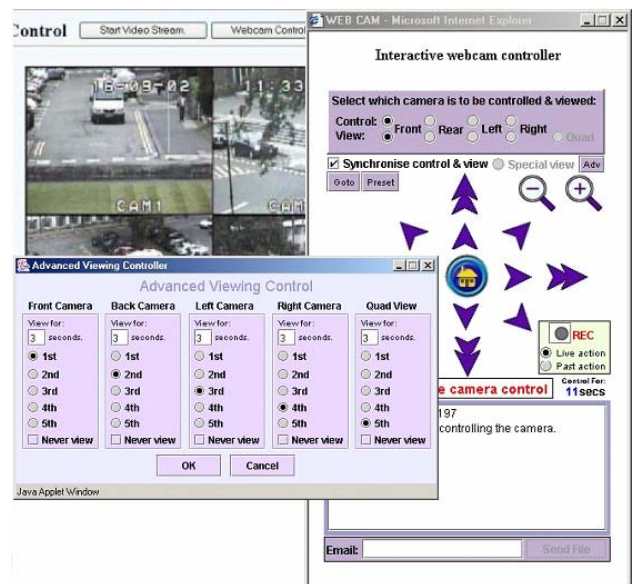 Control Start Video Stream. Webcam Control
16-09-02 11:33
CAM1
CAM
WEB CAM - Microsoft Internet Explorer
Interactive webcam controller
Select which camera is to be controlled & viewed:
Control:
View: Front Rear Left Right Quad
Synchronise control & view Special view Adv
Goto Preset
REC
Live action
Past action
e camera control Control For:
11secs
197
controlling the camera.
Email: Send File
Advanced Viewing Controller
Advanced Viewing Control
Front Camera Back Camera Left Camera Right Camera Quad View
View for: View for: View for: View for: View for:
3 seconds. 3 seconds. 3 seconds. 3 seconds. 3 seconds.
1st 1st 1st 1st 1st
2nd 2nd 2nd 2nd 2nd
3rd 3rd 3rd 3rd 3rd
4th 4th 4th 4th 4th
5th 5th 5th 5th 5th
Never view Never view Never view Never view Never view
OK Cancel
Java Applet Window